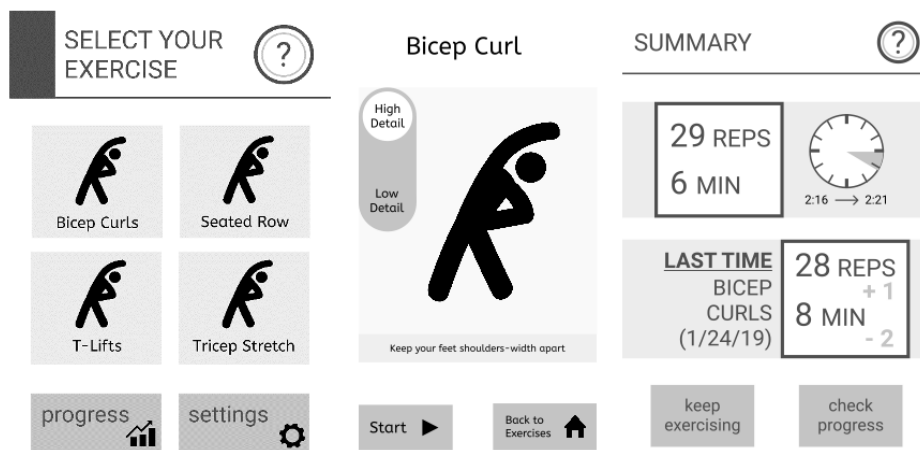 SELECT YOUR
EXERCISE
?
Bicep Curls
Seated Row
T-Lifts
Tricep Stretch
progress
settings
Bicep Curl
High
Detail
Low
Detail
Keep your feet shoulders-width apart
Start
Back to
Exercises
SUMMARY
?
29 REPS
6 MIN
2:16 → 2:21
LAST TIME
BICEP
CURLS
(1/24/19)
28 REPS
+ 1
8 MIN
- 2
keep
exercising
check
progress